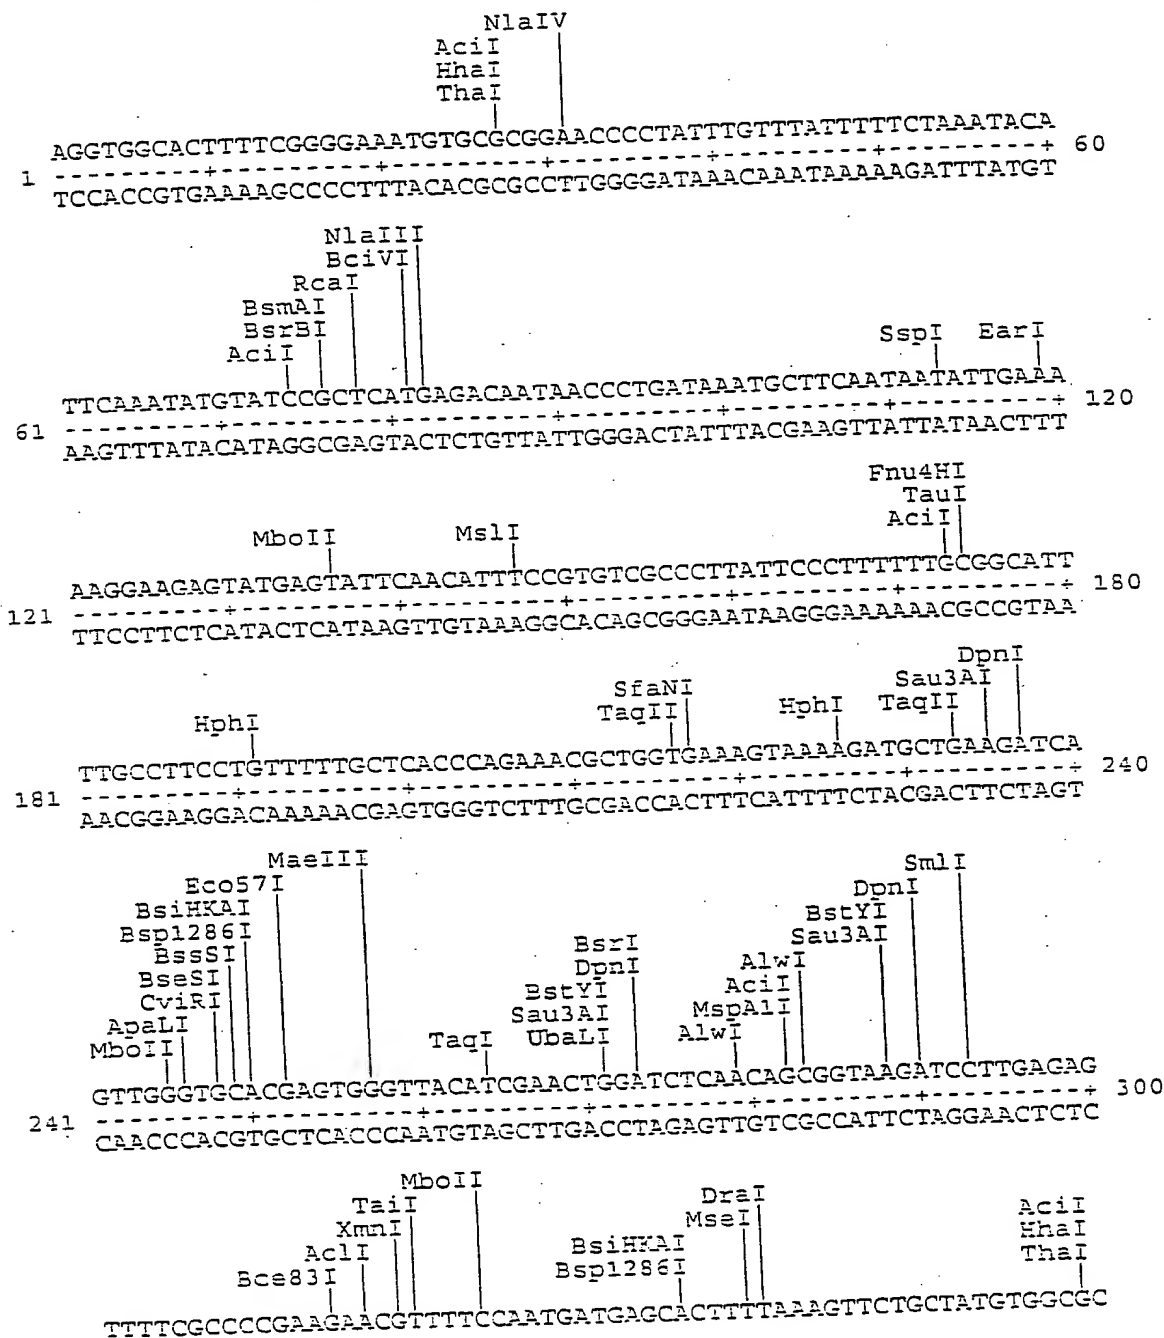 NlaIV
AciI
HhaI
ThaI
AGGTGGCACTTTTCGGGGAAATGTGCGCGGAACCCCTATTTGTTTATTTTTCTAAATACA
1 ---------+---------+---------+---------+---------+---------+ 60
TCCACCGTGAAAAGCCCCTTTACACGCGCCTTGGGGATAAACAAATAAAAAGATTTATGT
NlaIII
BciVI
RcaI
BsmAI
BsrBI
AciI
SspI EarI
TTCAAATATGTATCCGCTCATGAGACAATAACCCTGATAAATGCTTCAATAATATTGAAA
61 ---------+---------+---------+---------+---------+---------+ 120
AAGTTTATACATAGGCGAGTACTCTGTTATTGGGACTATTTACGAAGTTATTATAACTTT
Fnu4HI
TauI
MboII MslI AciI
AAGGAAGAGTATGAGTATTCAACATTTCCGTGTCGCCCTTATTCCCTTTTTTGCGGCATT
121 ---------+---------+---------+---------+---------+---------+ 180
TTCCTTCTCATACTCATAAGTTGTAAAGGCACAGCGGGAATAAGGGAAAAAACGCCGTAA
DpnI
SfaNI Sau3AI
HphI TaqII HphI TaqII
TTGCCTTCCTGTTTTTGCTCACCCAGAAACGCTGGTGAAAGTAAAAGATGCTGAAGATCA
181 ---------+---------+---------+---------+---------+---------+ 240
AACGGAAGGACAAAAACGAGTGGGTCTTTGCGACCACTTTCATTTTCTACGACTTCTAGT
MaeIII SmlI
Eco57I DpnI
BsiHKAI BstYI
Bsp1286I BsrI Sau3AI
BssSI DpnI AlwI
BseSI BstYI AciI
CviRI Sau3AI MspA1I
ApaLI TaqI UbaLI AlwI
MboII
GTTGGGTGCACGAGTGGGTTACATCGAACTGGATCTCAACAGCGGTAAGATCCTTGAGAG
241 ---------+---------+---------+---------+---------+---------+ 300
CAACCCACGTGCTCACCCAATGTAGCTTGACCTAGAGTTGTCGCCATTCTAGGAACTCTC
MboII
TaiI DraI AciI
XmnI MseI HhaI
AclI BsiHKAI ThaI
Bce83I Bsp1286I
TTTTCGCCCCGAAGAACGTTTTCCAATGATGAGCACTTTTAAAGTTCTGCTATGTGGCGC